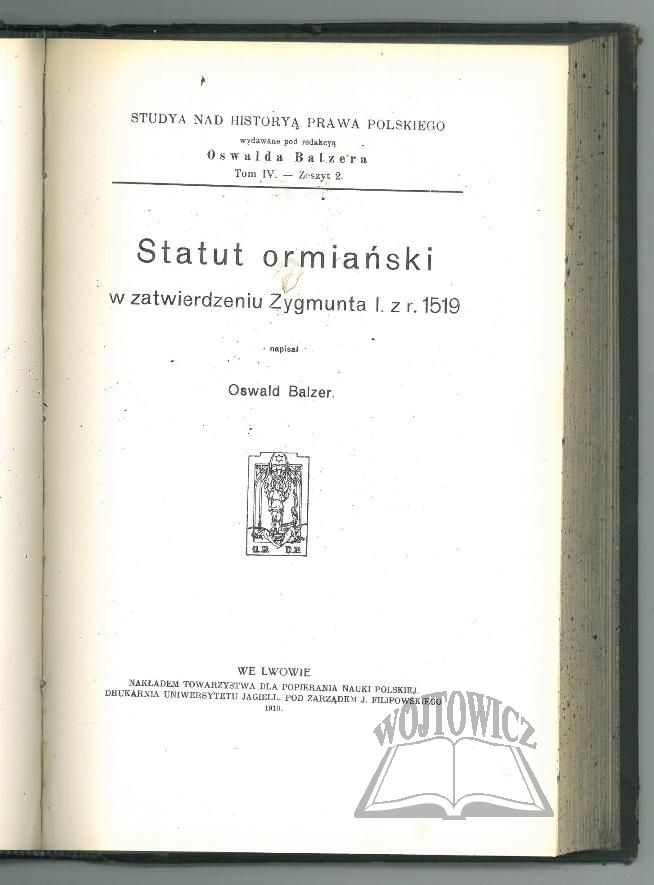 STUDYA NAD HISTORYĄ PRAWA POLSKIEGO
wydawane pod redakcyą
Oswalda Balzera
Tom IV. — Zeszyt 2.
Statut ormiański
w zatwierdzeniu Zygmunta I. z r. 1519
napisał
Oswald Balzer.
WE LWOWIE
NAKŁADEM TOWARZYSTWA DLA POPIERANIA NAUKI POLSKIEJ.
DRUKARNIA UNIWERSYTETU JAGIELL. POD ZARZĄDEM J. FILIPOWSKIEGO
1910.
WÓJTOWICZ